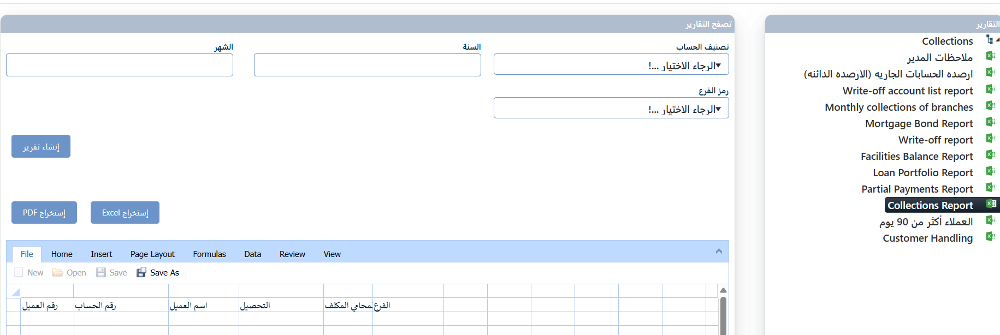 التقارير
Collections
ملاحظات المدير
ارصده الحسابات الجاريه (الارصده الدائنه)
Write-off account list report
Monthly collections of branches
Mortgage Bond Report
Write-off report
Facilities Balance Report
Loan Portfolio Report
Partial Payments Report
Collections Report
العملاء أكثر من 90 يوم
Customer Handling
تصفح التقارير
تصنيف الحساب السنة الشهر
الرجاء الاختيار ...!
رمز الفرع
الرجاء الاختيار ...!
إنشاء تقرير
إستخراج Excel إستخراج PDF
File Home Insert Page Layout Formulas Data Review View
New Open Save Save As
رقم العميل رقم الحساب اسم العميل التحصيل لمحامي المكلف الفرع